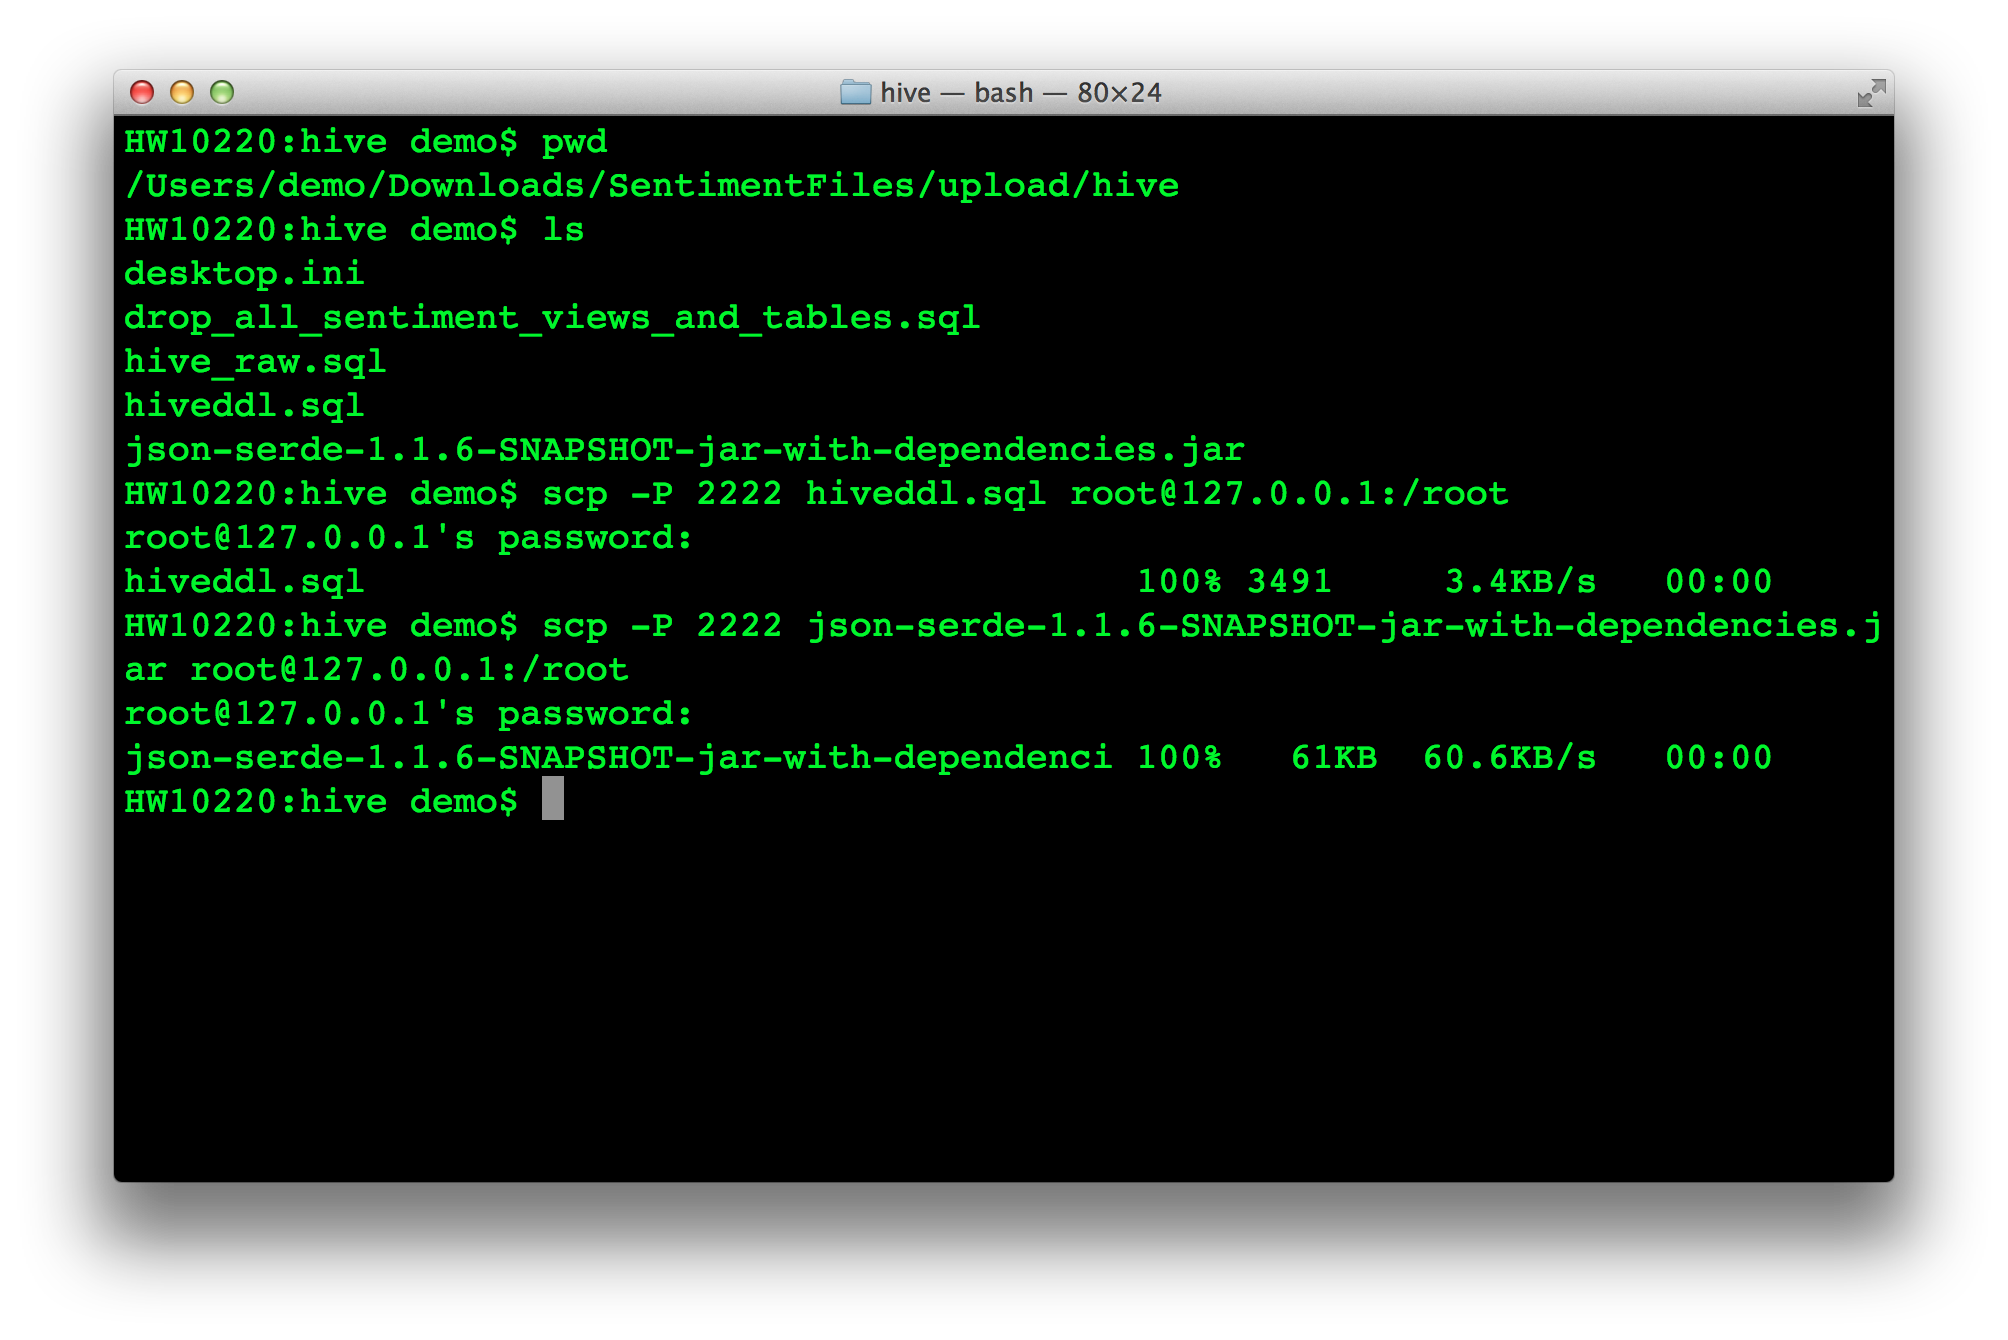 hive — bash — 80×24
HW10220:hive demo$ pwd
/Users/demo/Downloads/SentimentFiles/upload/hive
HW10220:hive demo$ ls
desktop.ini
drop_all_sentiment_views_and_tables.sql
hive_raw.sql
hiveddl.sql
json-serde-1.1.6-SNAPSHOT-jar-with-dependencies.jar
HW10220:hive demo$ scp -P 2222 hiveddl.sql root@127.0.0.1:/root
root@127.0.0.1's password:
hiveddl.sql                                   100% 3491     3.4KB/s   00:00
HW10220:hive demo$ scp -P 2222 json-serde-1.1.6-SNAPSHOT-jar-with-dependencies.j
ar root@127.0.0.1:/root
root@127.0.0.1's password:
json-serde-1.1.6-SNAPSHOT-jar-with-dependenci 100%   61KB  60.6KB/s   00:00
HW10220:hive demo$